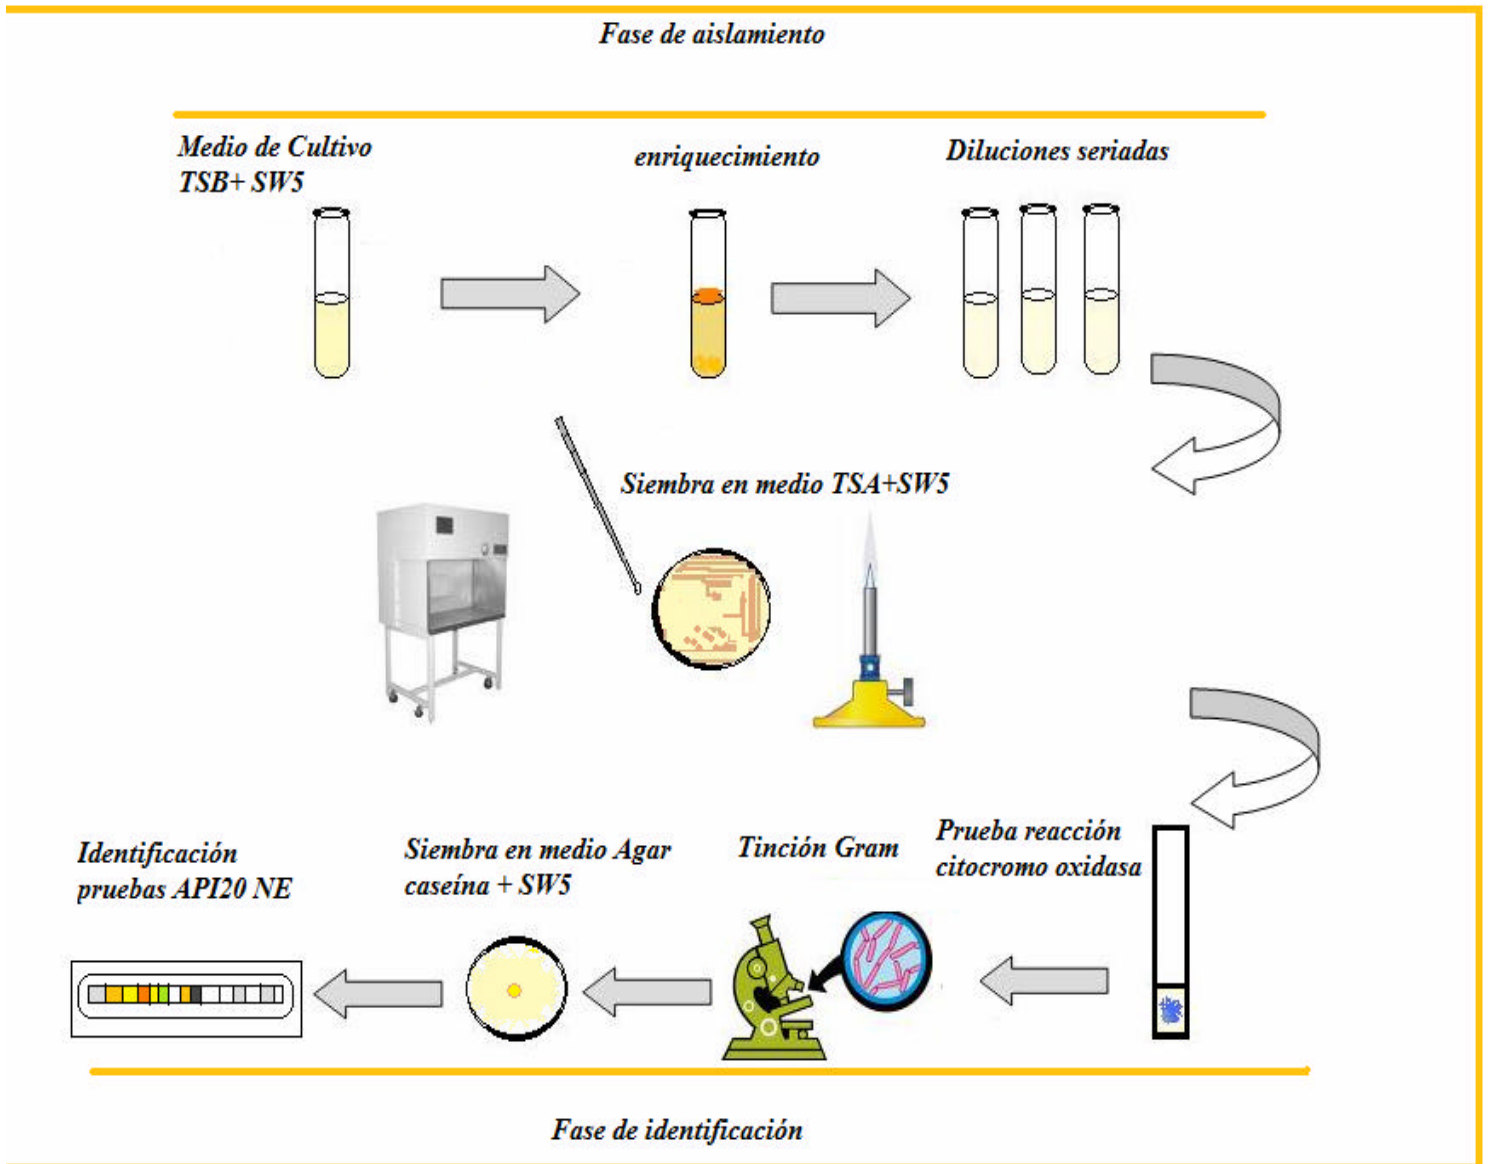 Fase de aislamiento
Medio de Cultivo
TSB+ SW5
enriquecimiento
Diluciones seriadas
Siembra en medio TSA+SW5
Prueba reacción
citocromo oxidasa
Tinción Gram
Siembra en medio Agar
caseína + SW5
Identificación
pruebas API20 NE
Fase de identificación